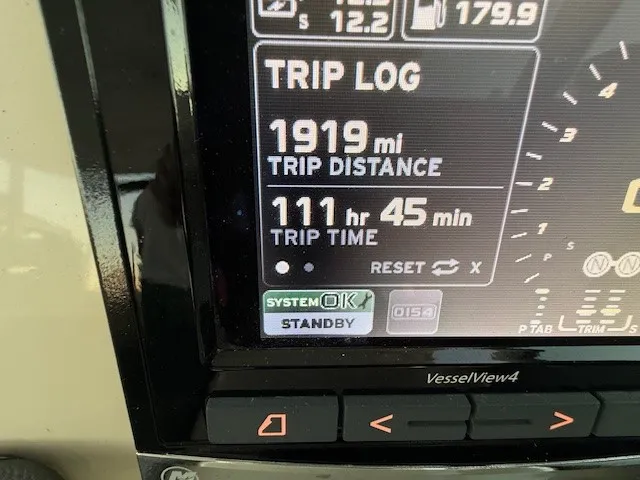 S 12.2
179.9
TRIP LOG
1919 mi
TRIP DISTANCE
111 hr 45 min
TRIP TIME
RESET X
SYSTEM OK
STANDBY
0154
4
3
2
1
P
S
N N
P TAB TRIM S
VesselView4
< >
M